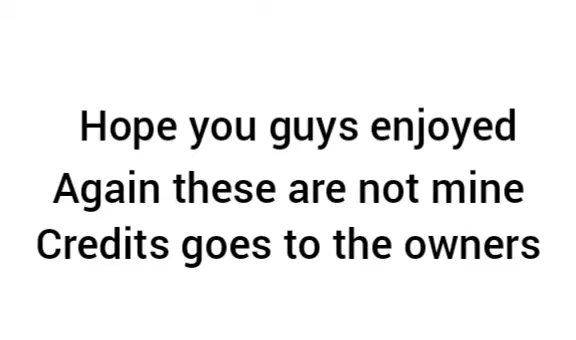 Hope you guys enjoyed
Again these are not mine
Credits goes to the owners